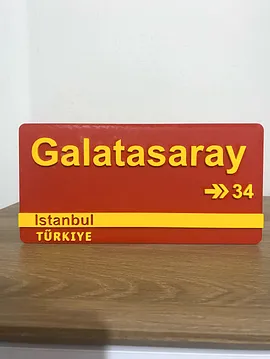 Galatasaray
34
Istanbul
TÜRKIYE